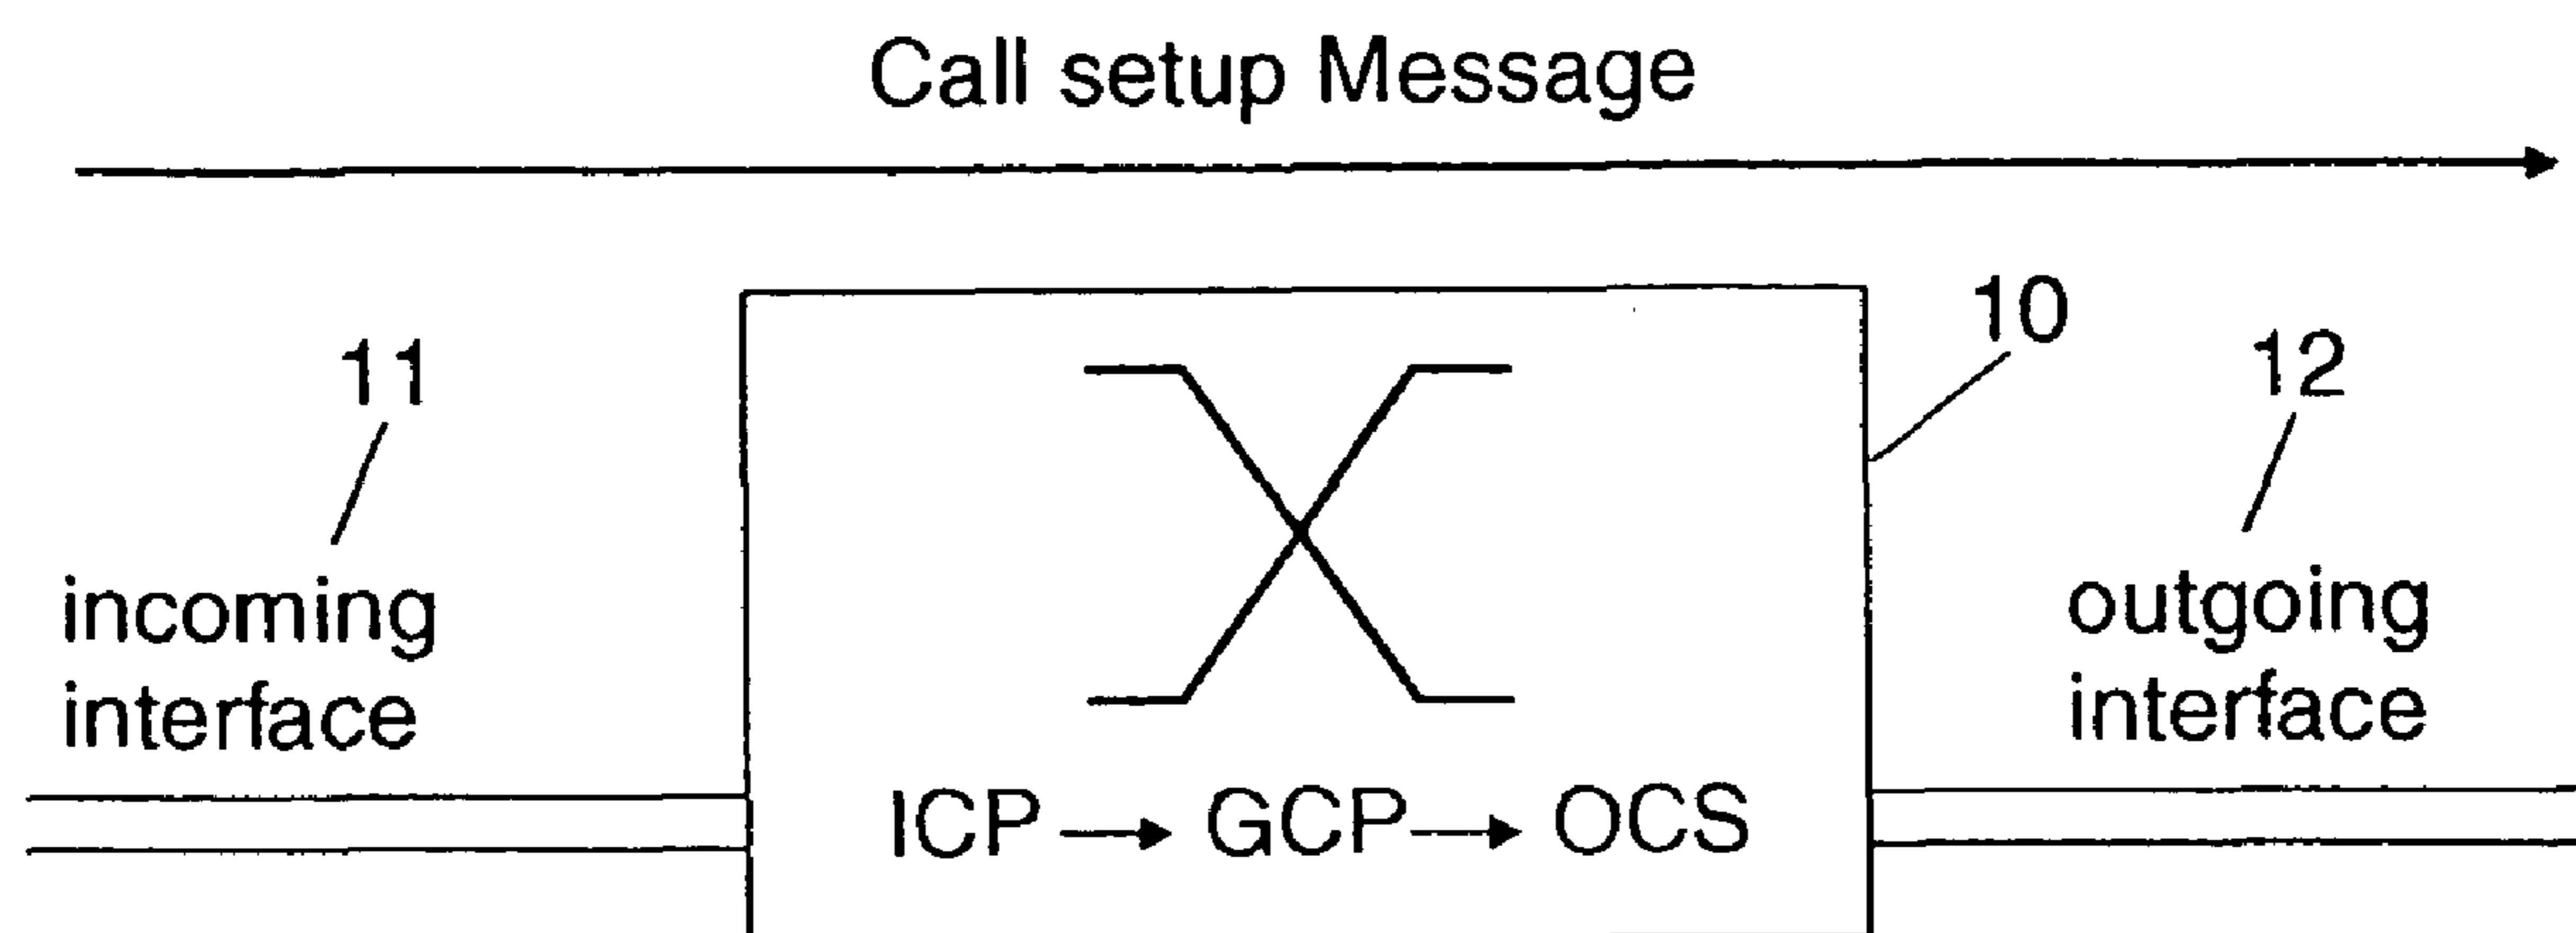 Call setup Message
10
11
12
incoming
interface
outgoing
interface
ICP → GCP → OCS